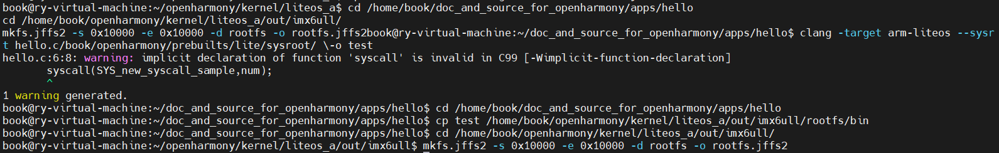 book@ry-virtual-machine:~/openharmony/kernel/liteos_a$ cd /home/book/doc_and_source_for_openharmony/apps/hello
cd /home/book/openharmony/kernel/liteos_a/out/imx6ull/
mkfs.jffs2 -s 0x10000 -e 0x10000 -d rootfs -o rootfs.jffs2book@ry-virtual-machine:~/doc_and_source_for_openharmony/apps/hello$ clang -target arm-liteos --sysr
t hello.c/book/openharmony/prebuilts/lite/sysroot/ \-o test
hello.c:6:8: warning: implicit declaration of function 'syscall' is invalid in C99 [-Wimplicit-function-declaration]
syscall(SYS_new_syscall_sample,num);
^
1 warning generated.
book@ry-virtual-machine:~/doc_and_source_for_openharmony/apps/hello$ cd /home/book/doc_and_source_for_openharmony/apps/hello
book@ry-virtual-machine:~/doc_and_source_for_openharmony/apps/hello$ cp test /home/book/openharmony/kernel/liteos_a/out/imx6ull/rootfs/bin
book@ry-virtual-machine:~/doc_and_source_for_openharmony/apps/hello$ cd /home/book/openharmony/kernel/liteos_a/out/imx6ull/
book@ry-virtual-machine:~/openharmony/kernel/liteos_a/out/imx6ull$ mkfs.jffs2 -s 0x10000 -e 0x10000 -d rootfs -o rootfs.jffs2